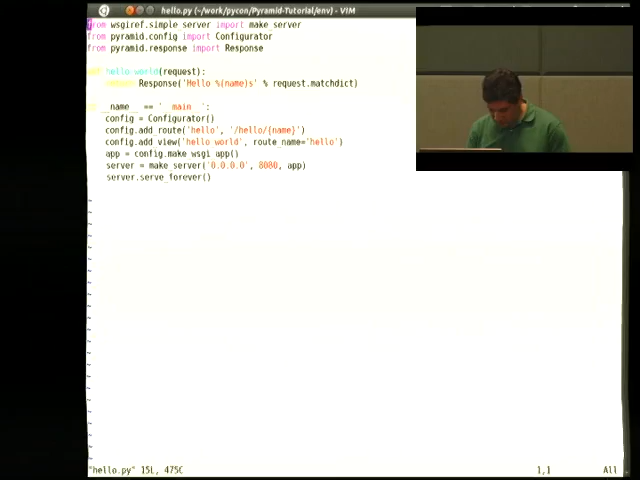 hello.py (~/work/pycon/Pyramid-Tutorial/env) - VIM
from wsgiref.simple_server import make_server
from pyramid.config import Configurator
from pyramid.response import Response
def hello_world(request):
return Response('Hello %(name)s' % request.matchdict)
if __name__ == '__main__':
config = Configurator()
config.add_route('hello', '/hello/{name}')
config.add_view(hello_world, route_name='hello')
app = config.make_wsgi_app()
server = make_server('0.0.0.0', 8080, app)
server.serve_forever()
"hello.py" 15L, 475C 1,1 All